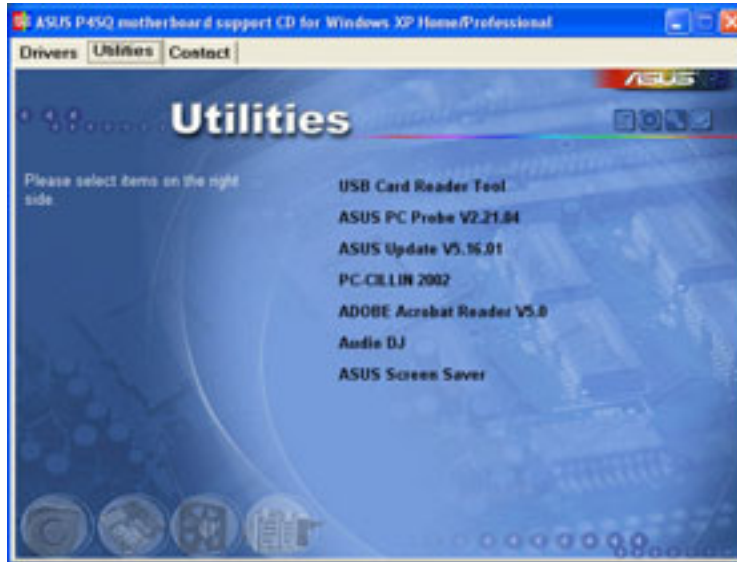 ASUS P4SQ motherboard support CD for Windows XP Home/Professional
Drivers Utilities Contact
ASUS
Utilities
Please select items on the right
side.
USB Card Reader Tool
ASUS PC Probe V2.21.04
ASUS Update V5.16.01
PC-CILLIN 2002
ADOBE Acrobat Reader V5.0
Audio DJ
ASUS Screen Saver